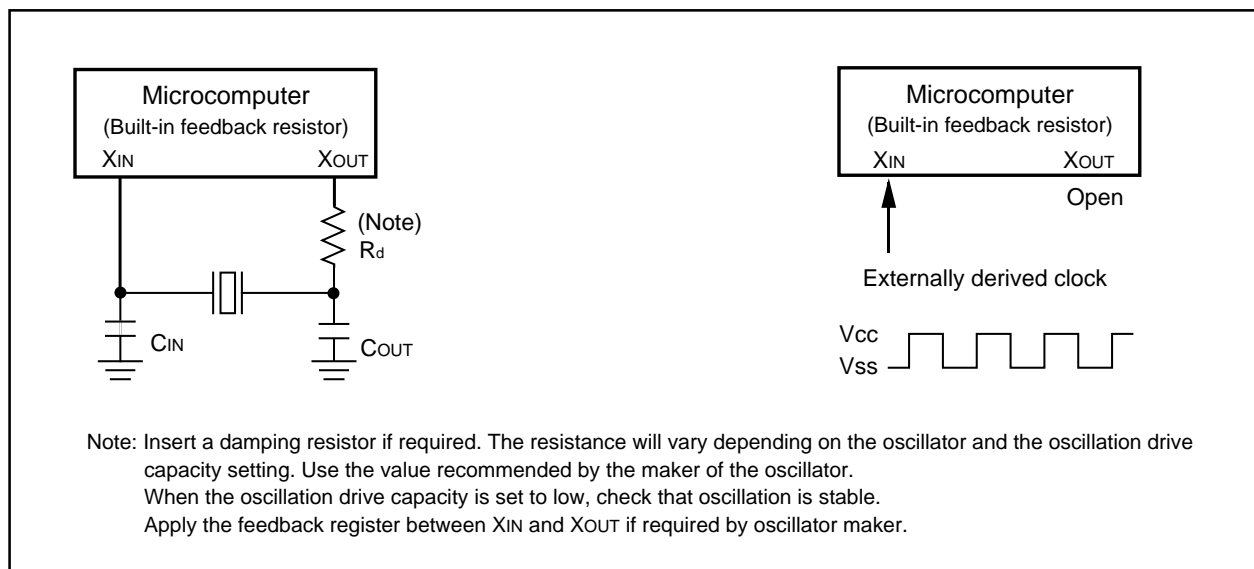 Microcomputer
(Built-in feedback resistor)
XIN XOUT
(Note)
Rd
CIN
COUT
Microcomputer
(Built-in feedback resistor)
XIN XOUT
Open
Externally derived clock
Vcc
Vss
Note: Insert a damping resistor if required. The resistance will vary depending on the oscillator and the oscillation drive
capacity setting. Use the value recommended by the maker of the oscillator.
When the oscillation drive capacity is set to low, check that oscillation is stable.
Apply the feedback register between XIN and XOUT if required by oscillator maker.